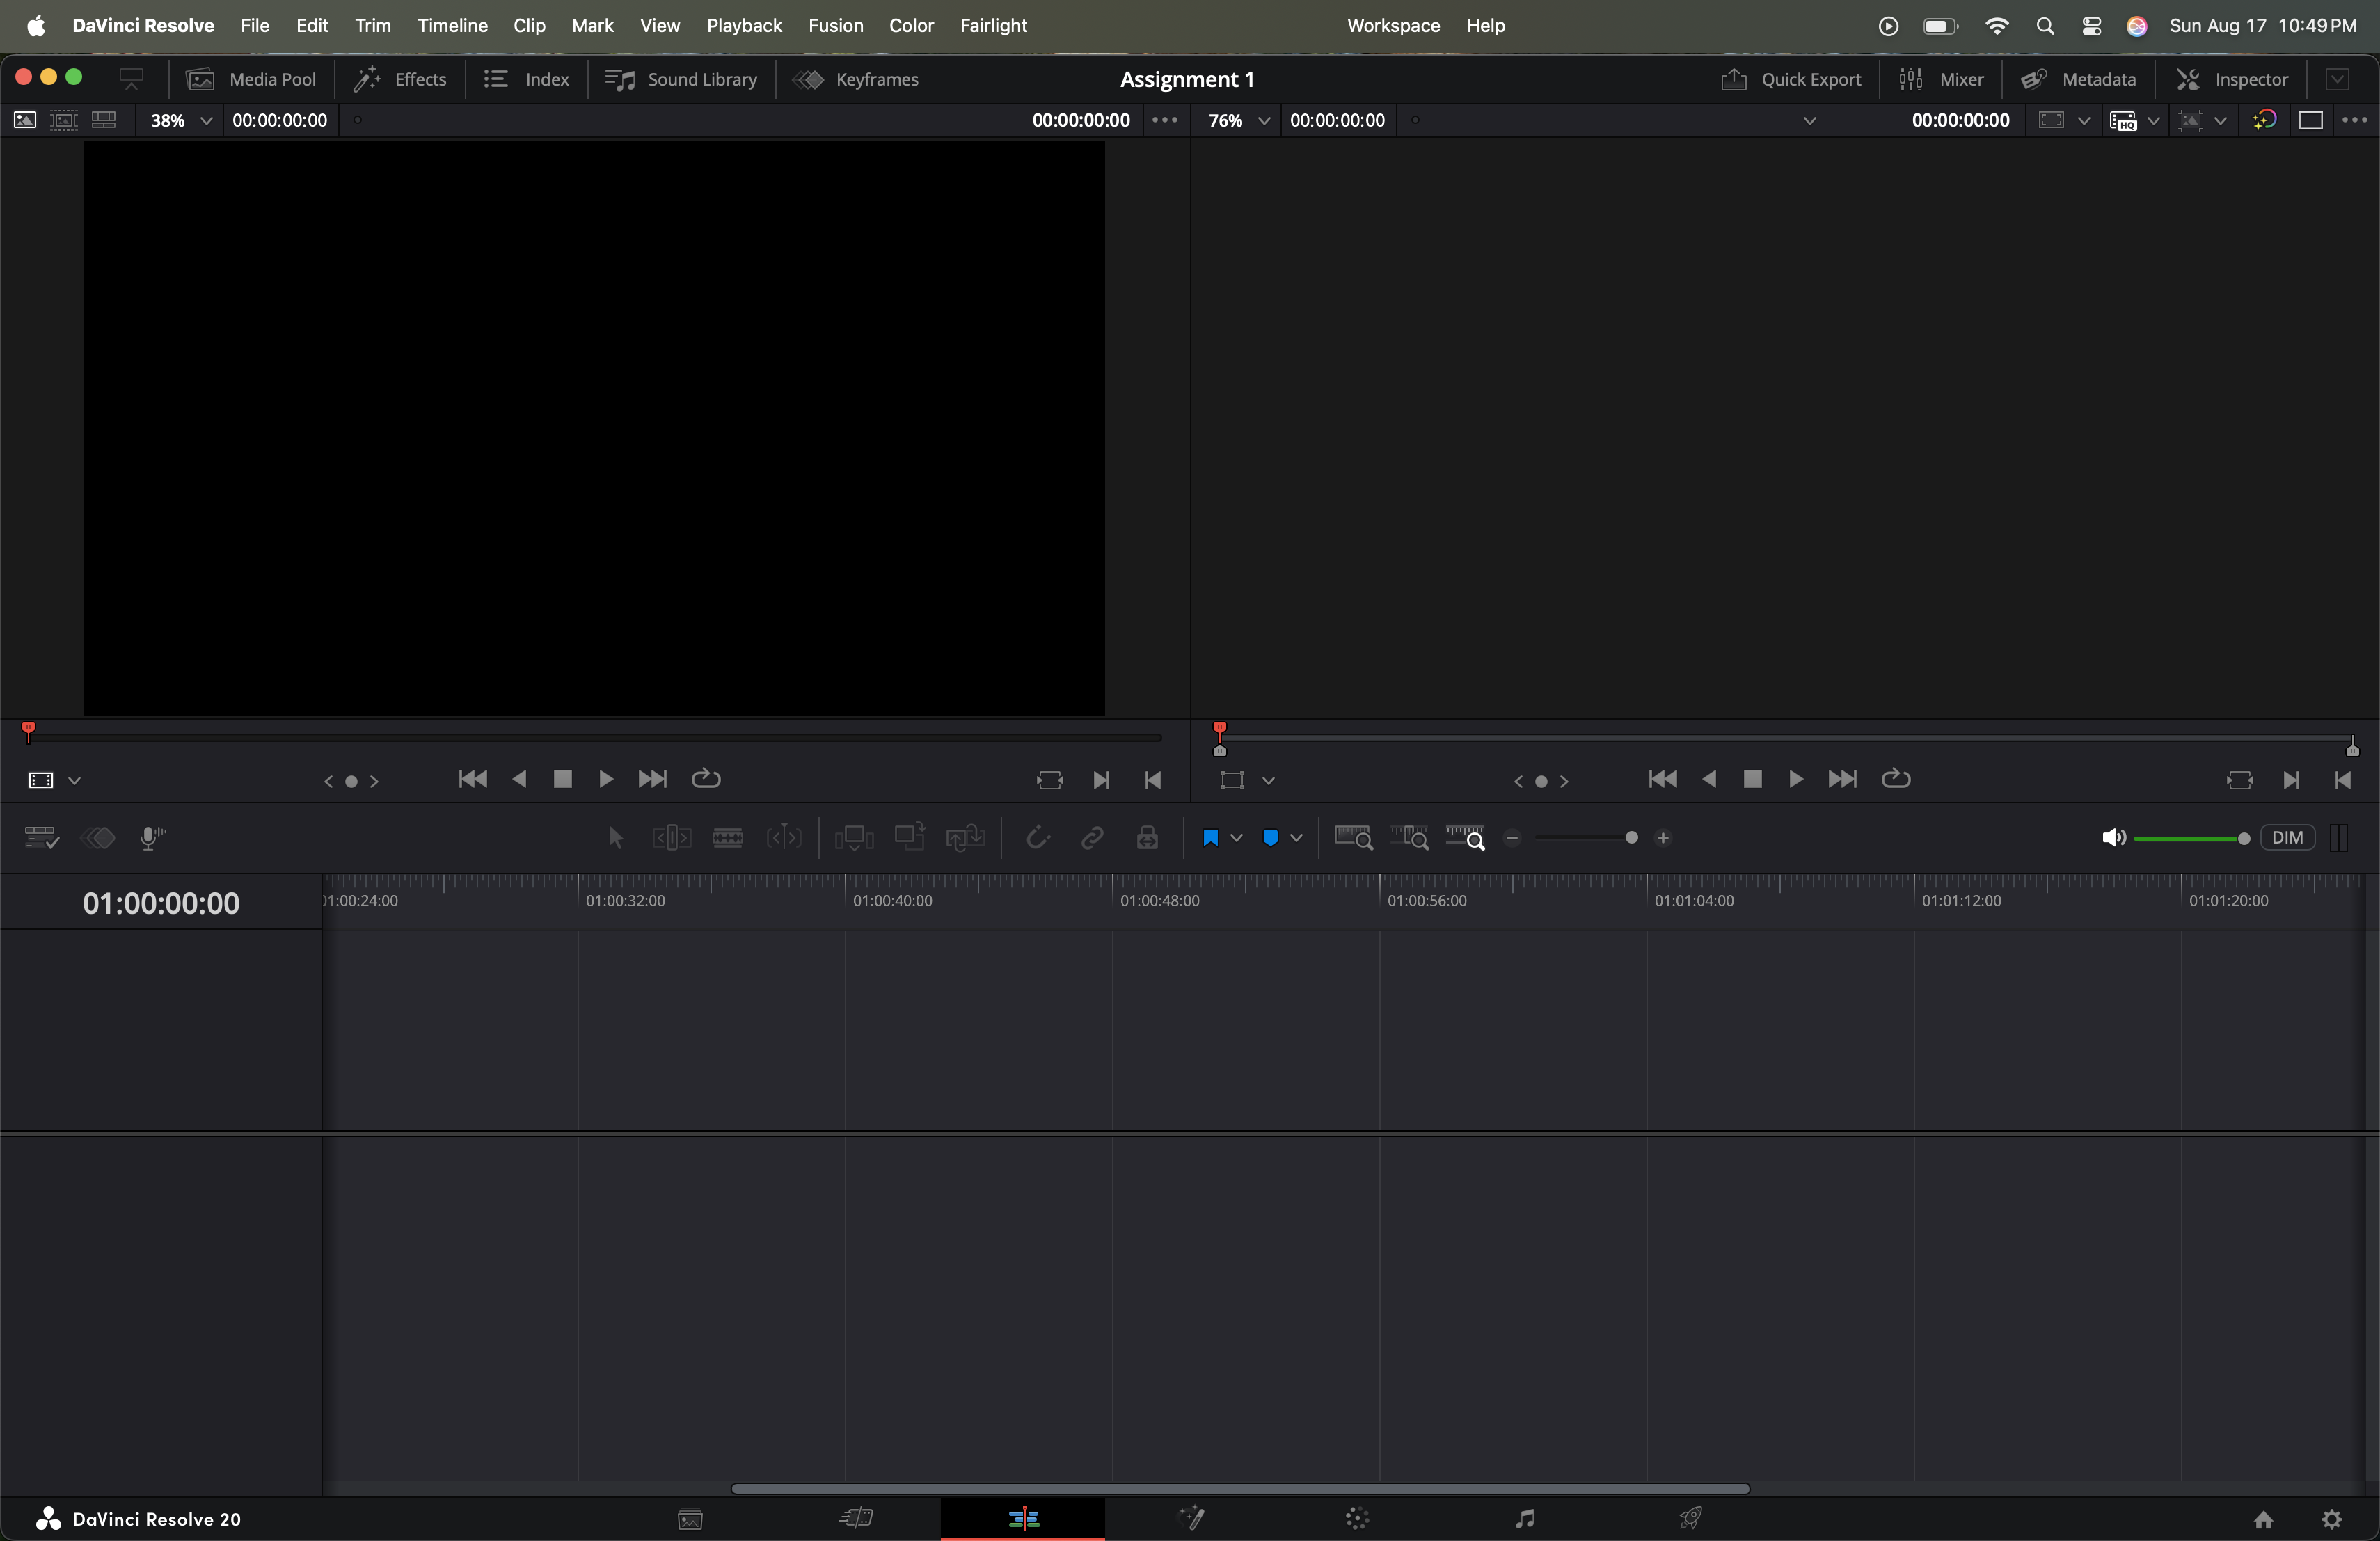 DaVinci Resolve File Edit Trim Timeline Clip Mark View Playback Fusion Color Fairlight Workspace Help Sun Aug 17 10:49 PM
Media Pool Effects Index Sound Library Keyframes Assignment 1 Quick Export Mixer Metadata Inspector
38% 00:00:00:00 00:00:00:00 76% 00:00:00:00 00:00:00:00 HQ
DIM
01:00:00:00 01:00:24:00 01:00:32:00 01:00:40:00 01:00:48:00 01:00:56:00 01:01:04:00 01:01:12:00 01:01:20:00
DaVinci Resolve 20